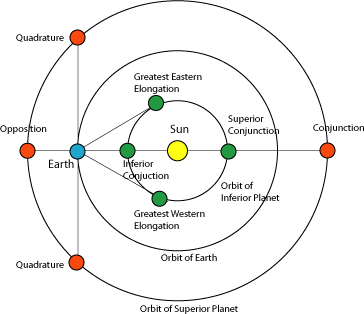 Quadrature
Greatest Eastern
Elongation
Sun
Superior
Conjunction
Opposition
Conjunction
Earth
Inferior
Conjuction
Orbit of
Inferior Planet
Greatest Western
Elongation
Orbit of Earth
Quadrature
Orbit of Superior Planet